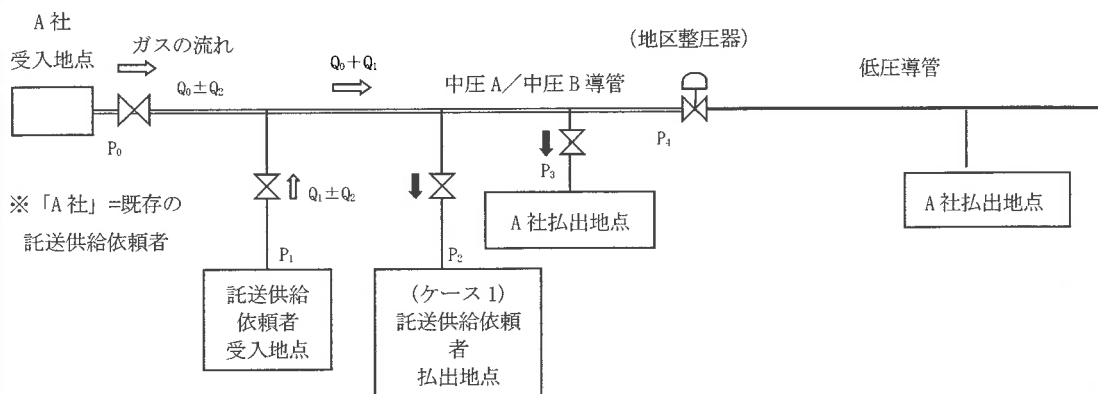 A社
受入地点
ガスの流れ
Q₀±Q₂
Q₀+Q₁
中圧A／中圧B導管
(地区整圧器)
低圧導管
P₀
P₄
P₃
Q₁±Q₂
※「A社」=既存の
託送供給依頼者
A社払出地点
A社払出地点
P₁
P₂
託送供給
依頼者
受入地点
(ケース1)
託送供給依頼
者
払出地点